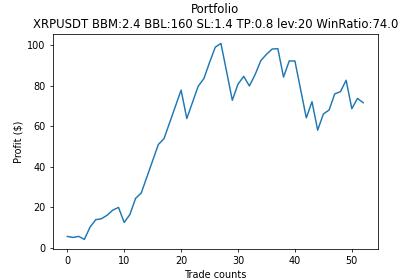 Portfolio
XRPUSDT BBM:2.4 BBL:160 SL:1.4 TP:0.8 lev:20 WinRatio:74.0
100
80
60
40
20
0
Profit ($)
0 10 20 30 40 50
Trade counts